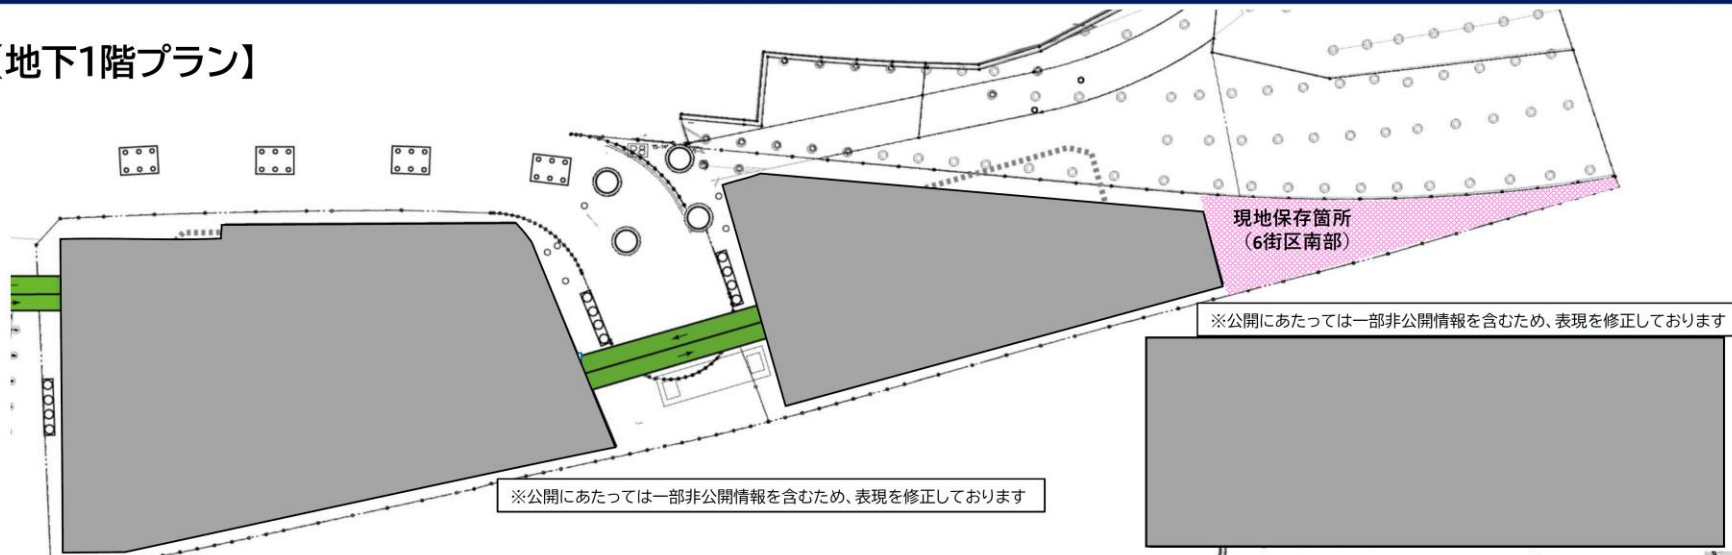 【地下1階プラン】
現地保存箇所
（6街区南部）
※公開にあたっては一部非公開情報を含むため、表現を修正しております
※公開にあたっては一部非公開情報を含むため、表現を修正しております